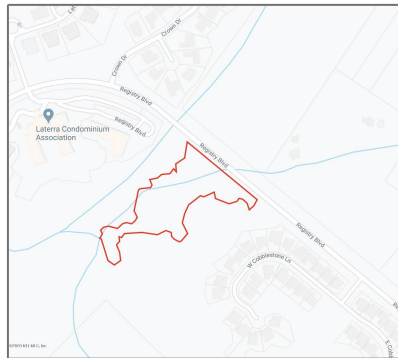 Crown Dr
Crown Dr
Registry Blvd
Registry Blvd
Laterra Condominium
Association
Registry Blvd
W Cobblestone Ln
Registry Blvd